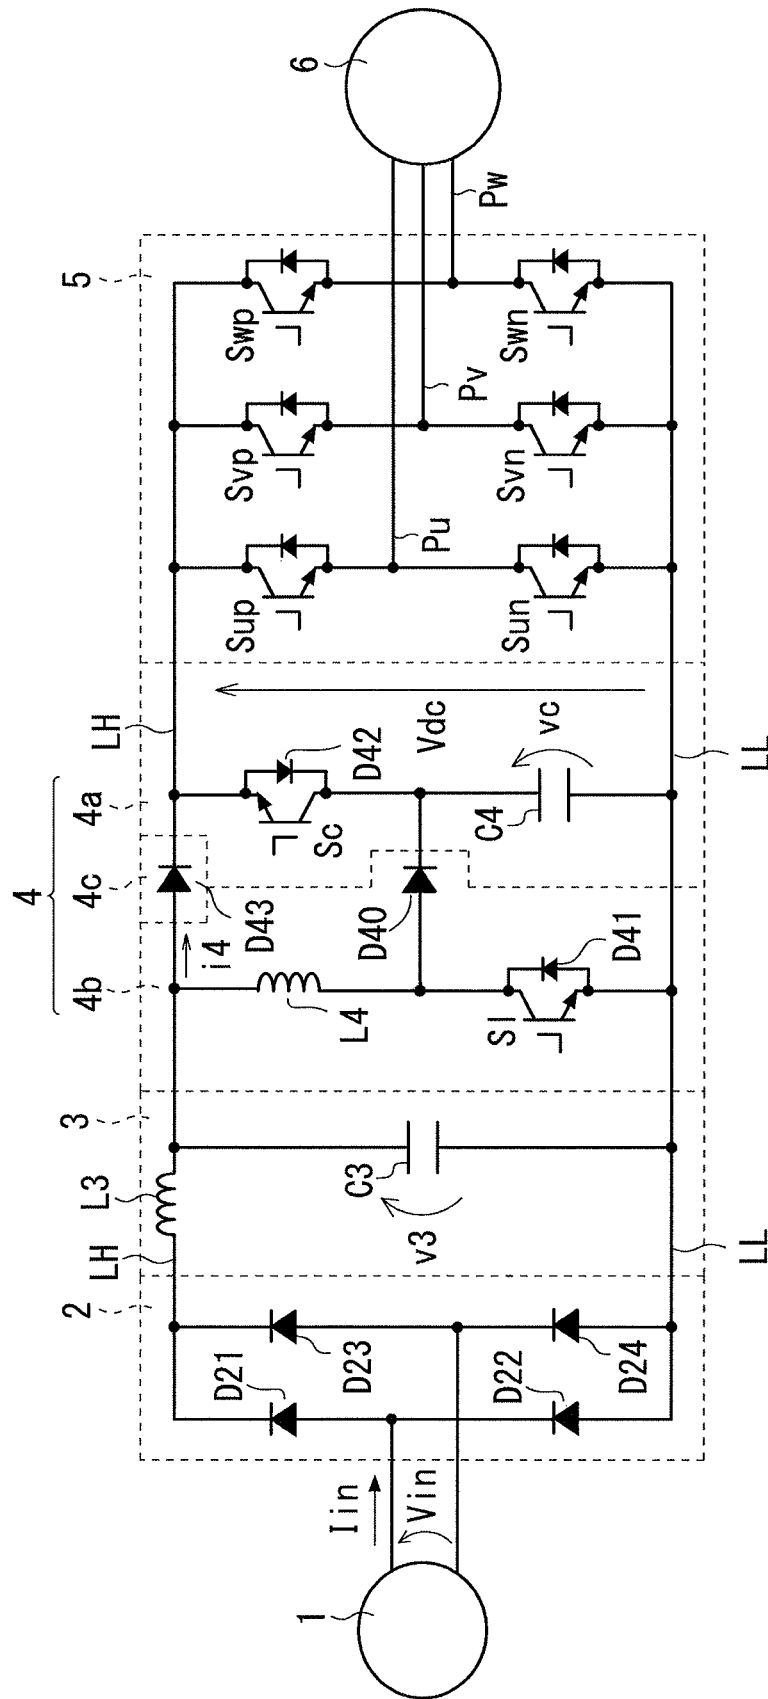 4
1
2
3
4b
4c
4a
5
6
LH
L3
LH
i4
D43
D21
D23
Iin
Vin
v3
C3
L4
D40
Sc
D42
Vdc
Sup
Svp
Swp
Pu
Pv
Pw
D22
D24
Sl
D41
C4
vc
Sun
Svn
Swn
LL
LL